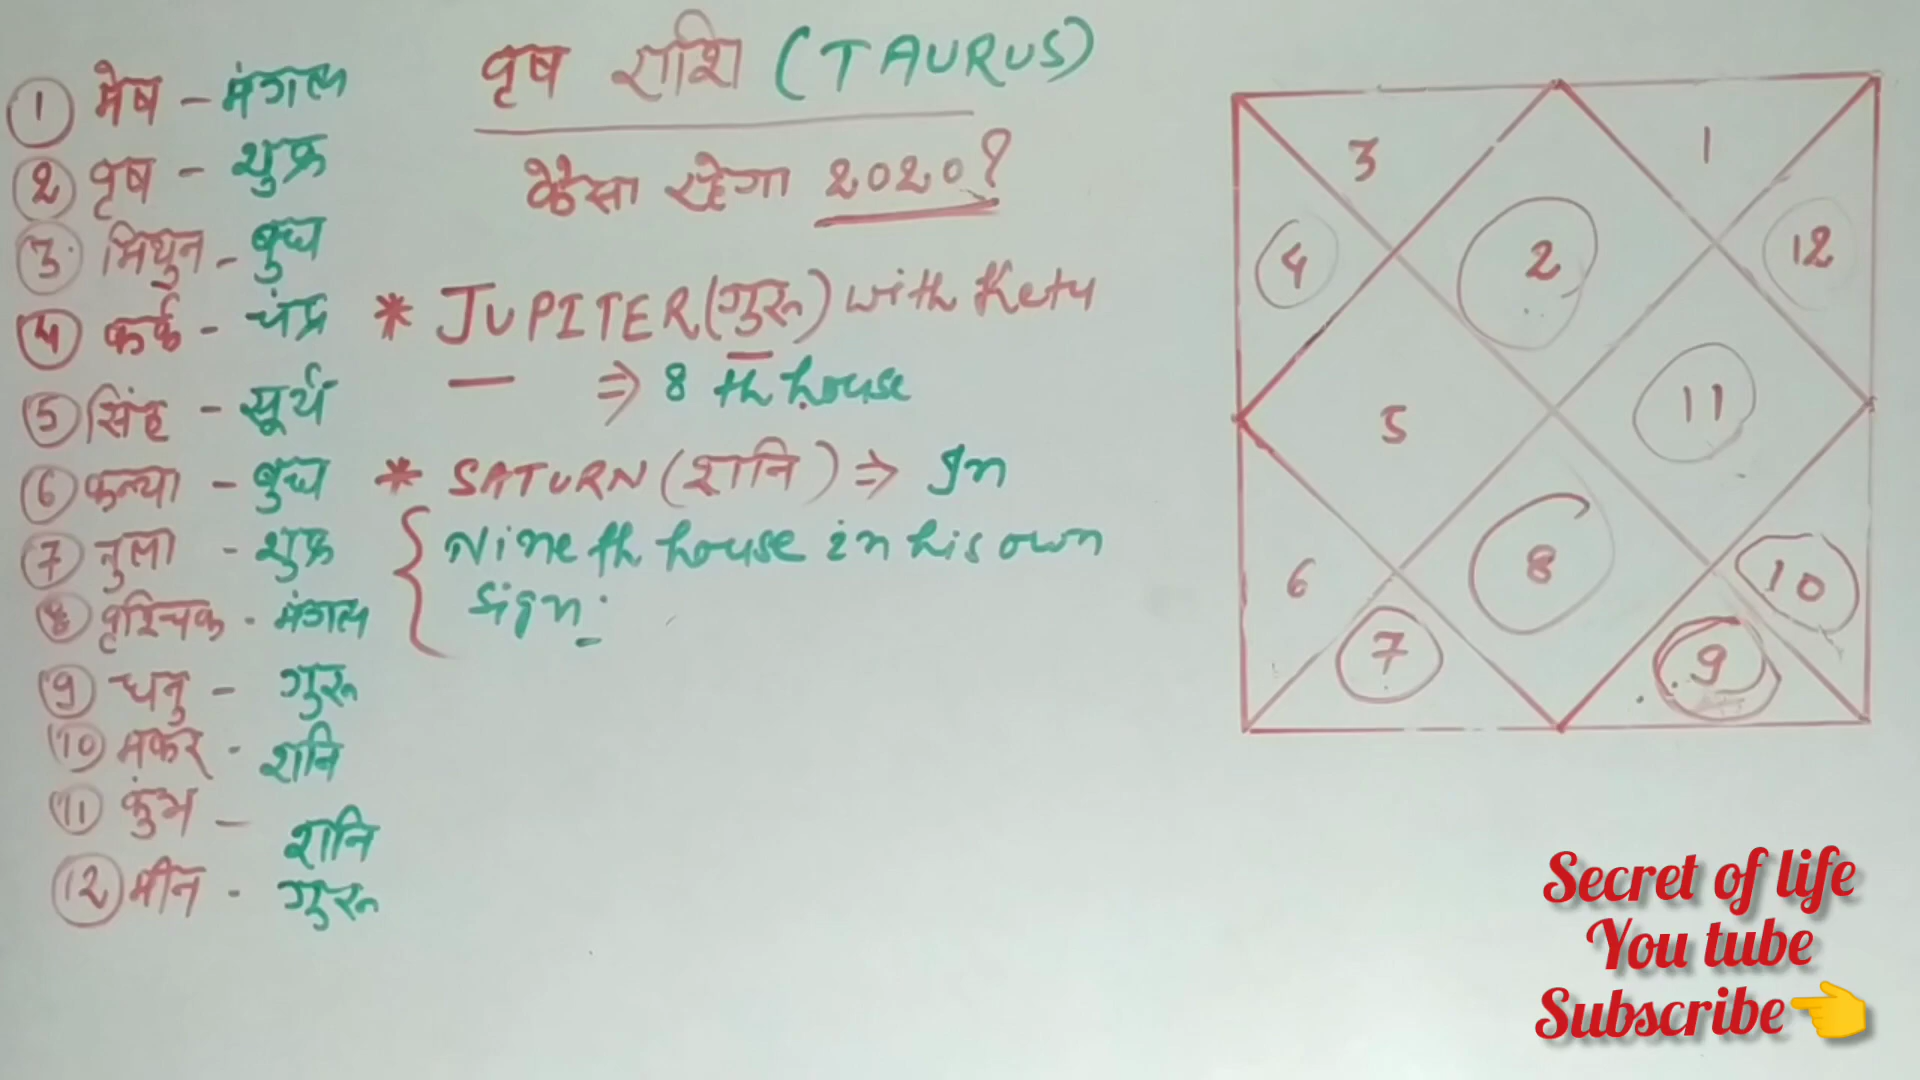 वृष राशि (TAURUS)
कैसा रहेगा 2020?
1 मेष - मंगल
2 वृष - शुक्र
3 मिथुन - बुध
4 कर्क - चंद्र
5 सिंह - सूर्य
6 कन्या - बुध
7 तुला - शुक्र
8 वृश्चिक - मंगल
9 धनु - गुरू
10 मकर - शनि
11 कुंभ - शनि
12 मीन - गुरू
* JUPITER (गुरू) with Ketu
⇒ 8 th house
* SATURN (शनि) ⇒ In
Nine th house in his own
sign.
3 1
4 2 12
5 11
6 8 10
7 9
Secret of life
You tube
Subscribe